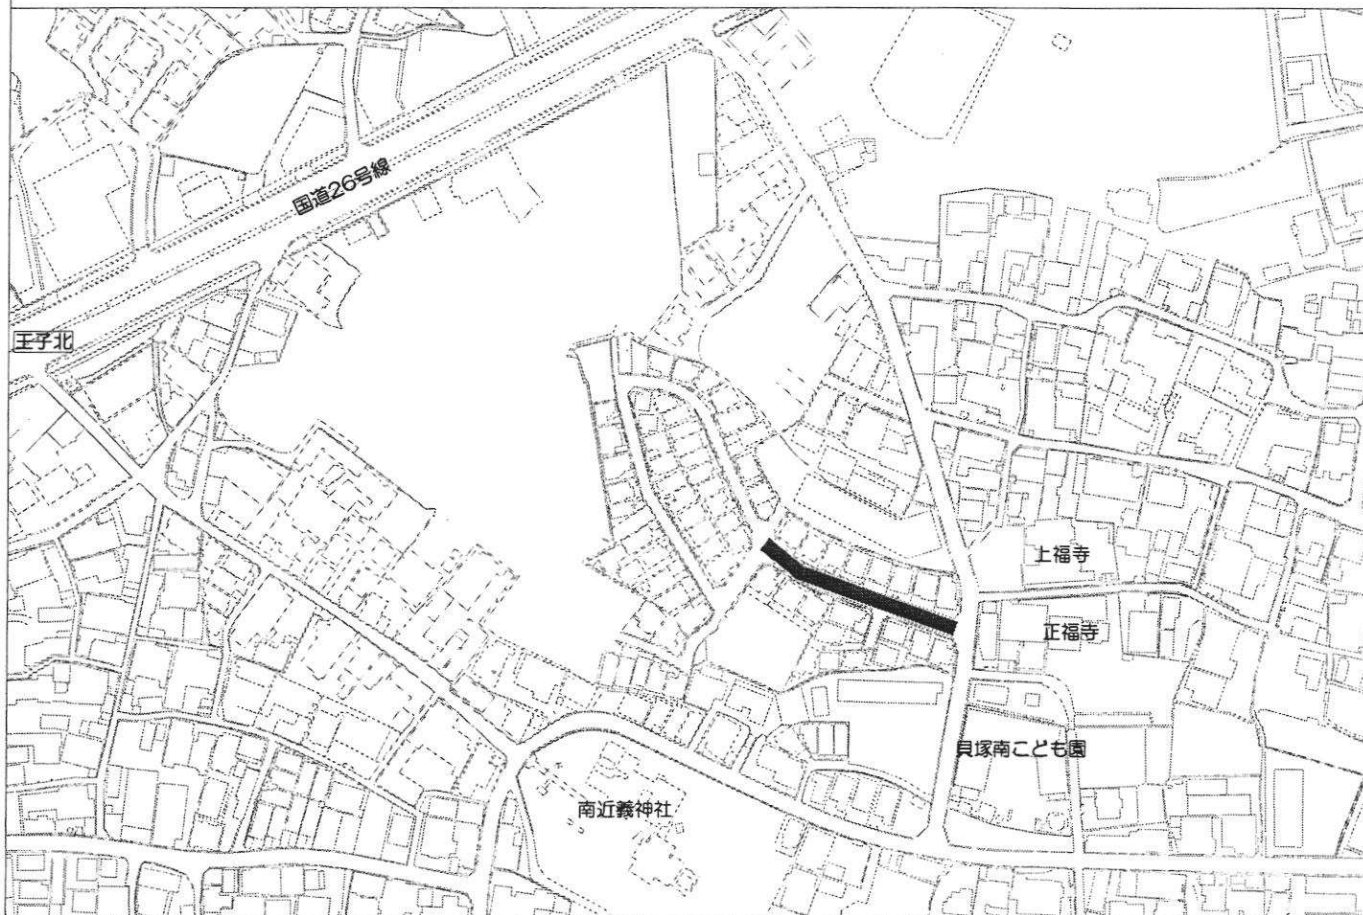 国道26号線
王子北
上福寺
正福寺
貝塚南こども園
南近義神社